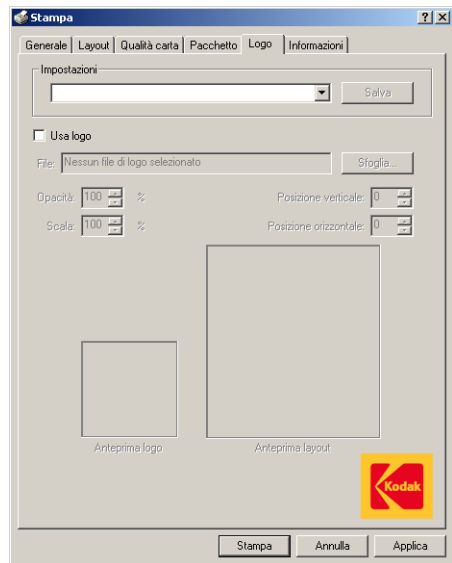 Stampa
Generale Layout Qualità carta Pacchetto Logo Informazioni
Impostazioni
Salva
Usa logo
File: Nessun file di logo selezionato Sfoglia...
Opacità: 100 % Posizione verticale: 0
Scala: 100 % Posizione orizzontale: 0
Anteprima logo Anteprima layout
Kodak
Stampa Annulla Applica